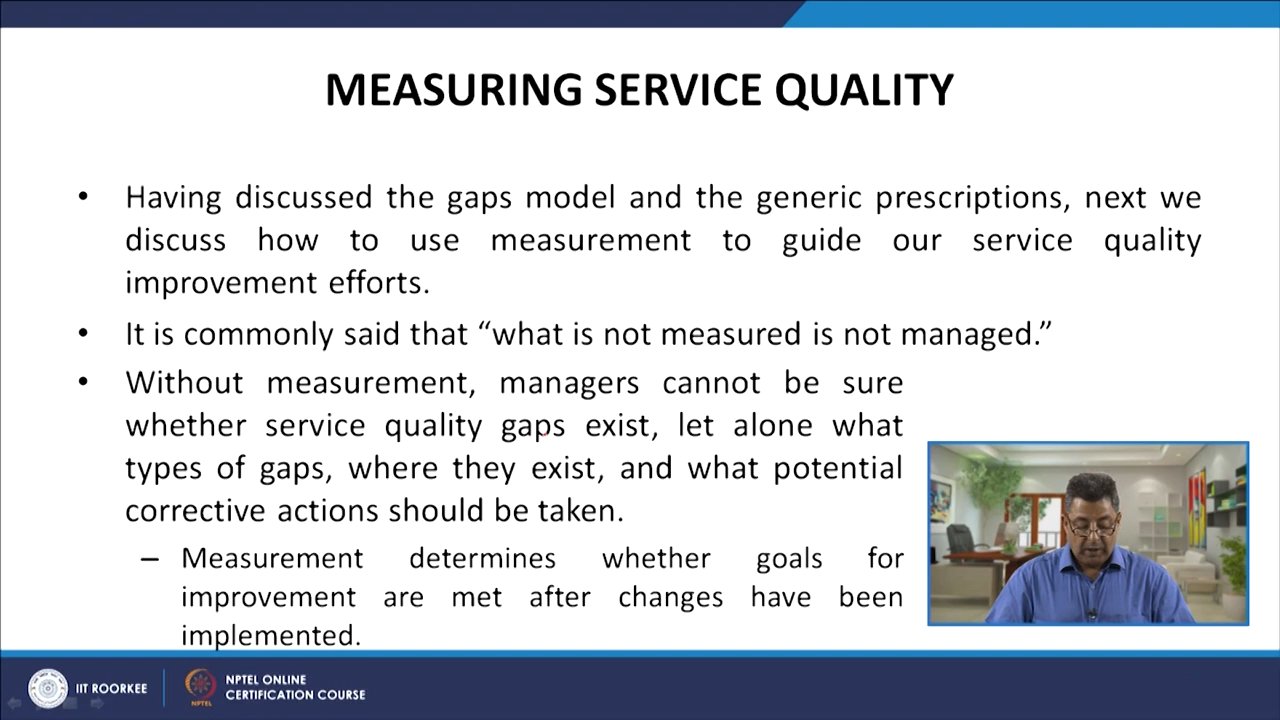 MEASURING SERVICE QUALITY
• Having discussed the gaps model and the generic prescriptions, next we
discuss how to use measurement to guide our service quality
improvement efforts.
• It is commonly said that “what is not measured is not managed.”
• Without measurement, managers cannot be sure
whether service quality gaps exist, let alone what
types of gaps, where they exist, and what potential
corrective actions should be taken.
– Measurement determines whether goals for
improvement are met after changes have been
implemented.
IIT ROORKEE
NPTEL
NPTEL ONLINE
CERTIFICATION COURSE